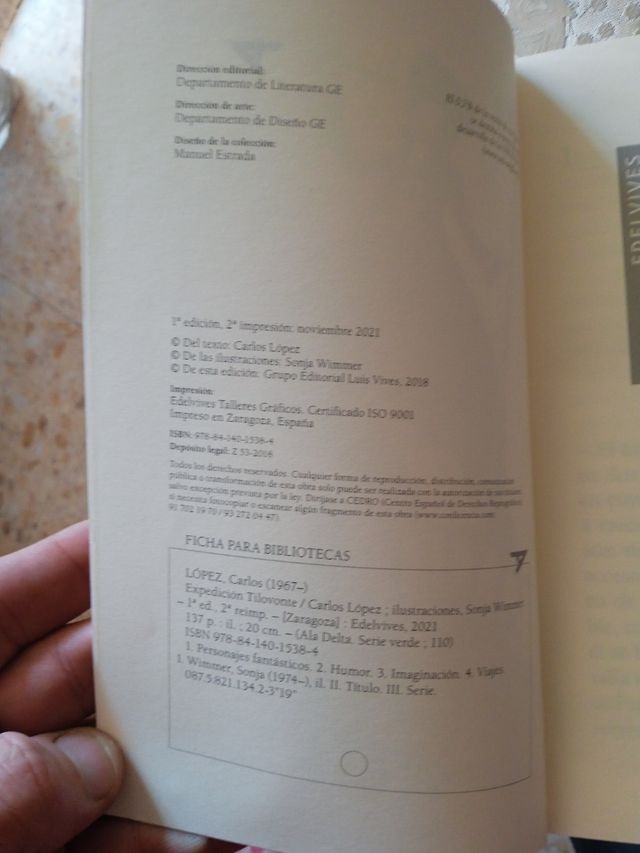 Dirección editorial:
Departamento de Literatura GE
Dirección de arte:
Departamento de Diseño GE
Diseño de la colección:
Manuel Estrada
El 0,7% de la
1ª edición, 2ª impresión: noviembre 2021
© Del texto: Carlos López
© De las ilustraciones: Sonja Wimmer
© De esta edición: Grupo Editorial Luis Vives, 2018
Impresión:
Edelvives Talleres Gráficos. Certificado ISO 9001
Impreso en Zaragoza, España
ISBN: 978-84-140-1538-4
Depósito legal: Z 53-2018
Todos los derechos reservados. Cualquier forma de reproducción, distribución, comunicación
pública o transformación de esta obra solo puede ser realizada con la autorización de sus titulares,
salvo excepción prevista por la ley. Diríjase a CEDRO (Centro Español de Derechos Reprográficos)
si necesita fotocopiar o escanear algún fragmento de esta obra (www.conlicencia.com;
91 702 19 70 / 93 272 04 47).
FICHA PARA BIBLIOTECAS
LÓPEZ, Carlos (1967–)
Expedición Tilovonte / Carlos López ; ilustraciones, Sonja Wimmer
– 1ª ed., 2ª reimp. – [Zaragoza] : Edelvives, 2021
137 p. : il. ; 20 cm. – (Ala Delta. Serie verde ; 110)
ISBN 978-84-140-1538-4
1. Personajes fantásticos. 2. Humor. 3. Imaginación. 4. Viajes.
I. Wimmer, Sonja (1974–), il. II. Título. III. Serie.
087.5:821.134.2-3"19"
EDELVIVES